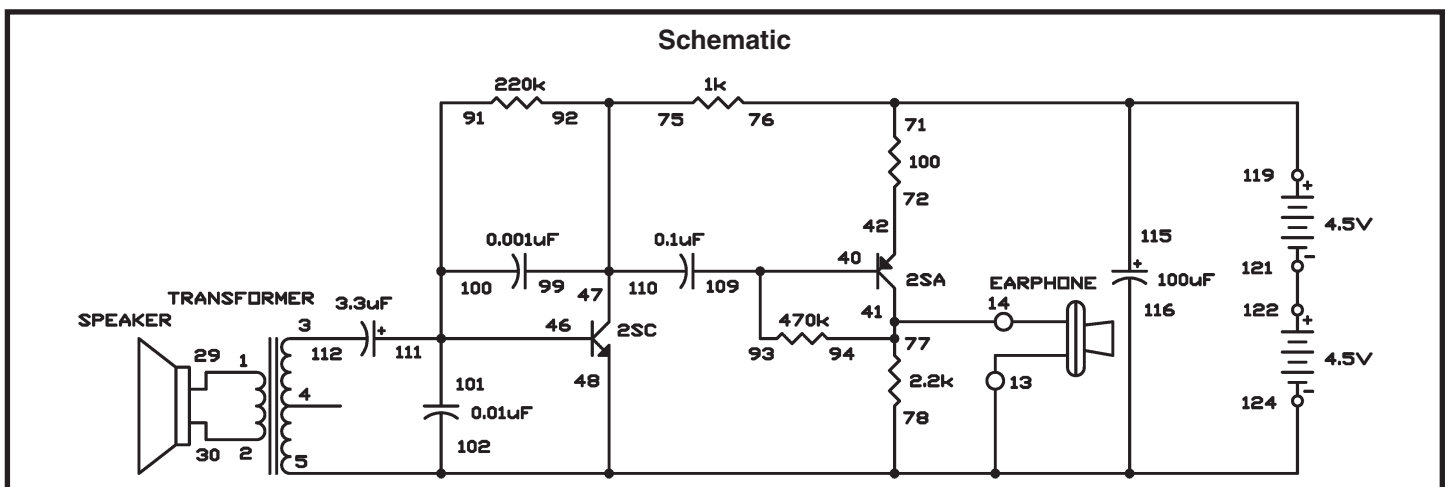 Schematic
220k
1k
91
92
75
76
71
100
72
119
+
4.5V
-
121
42
0.001uF
0.1uF
40
115
+
100uF
116
100
99
47
110
109
2SA
EARPHONE
14
122
+
4.5V
-
124
TRANSFORMER
3.3uF
SPEAKER
3
+
112
111
46
2SC
41
470k
93
94
77
29
1
48
101
4
0.01uF
2.2k
13
78
102
30
2
5